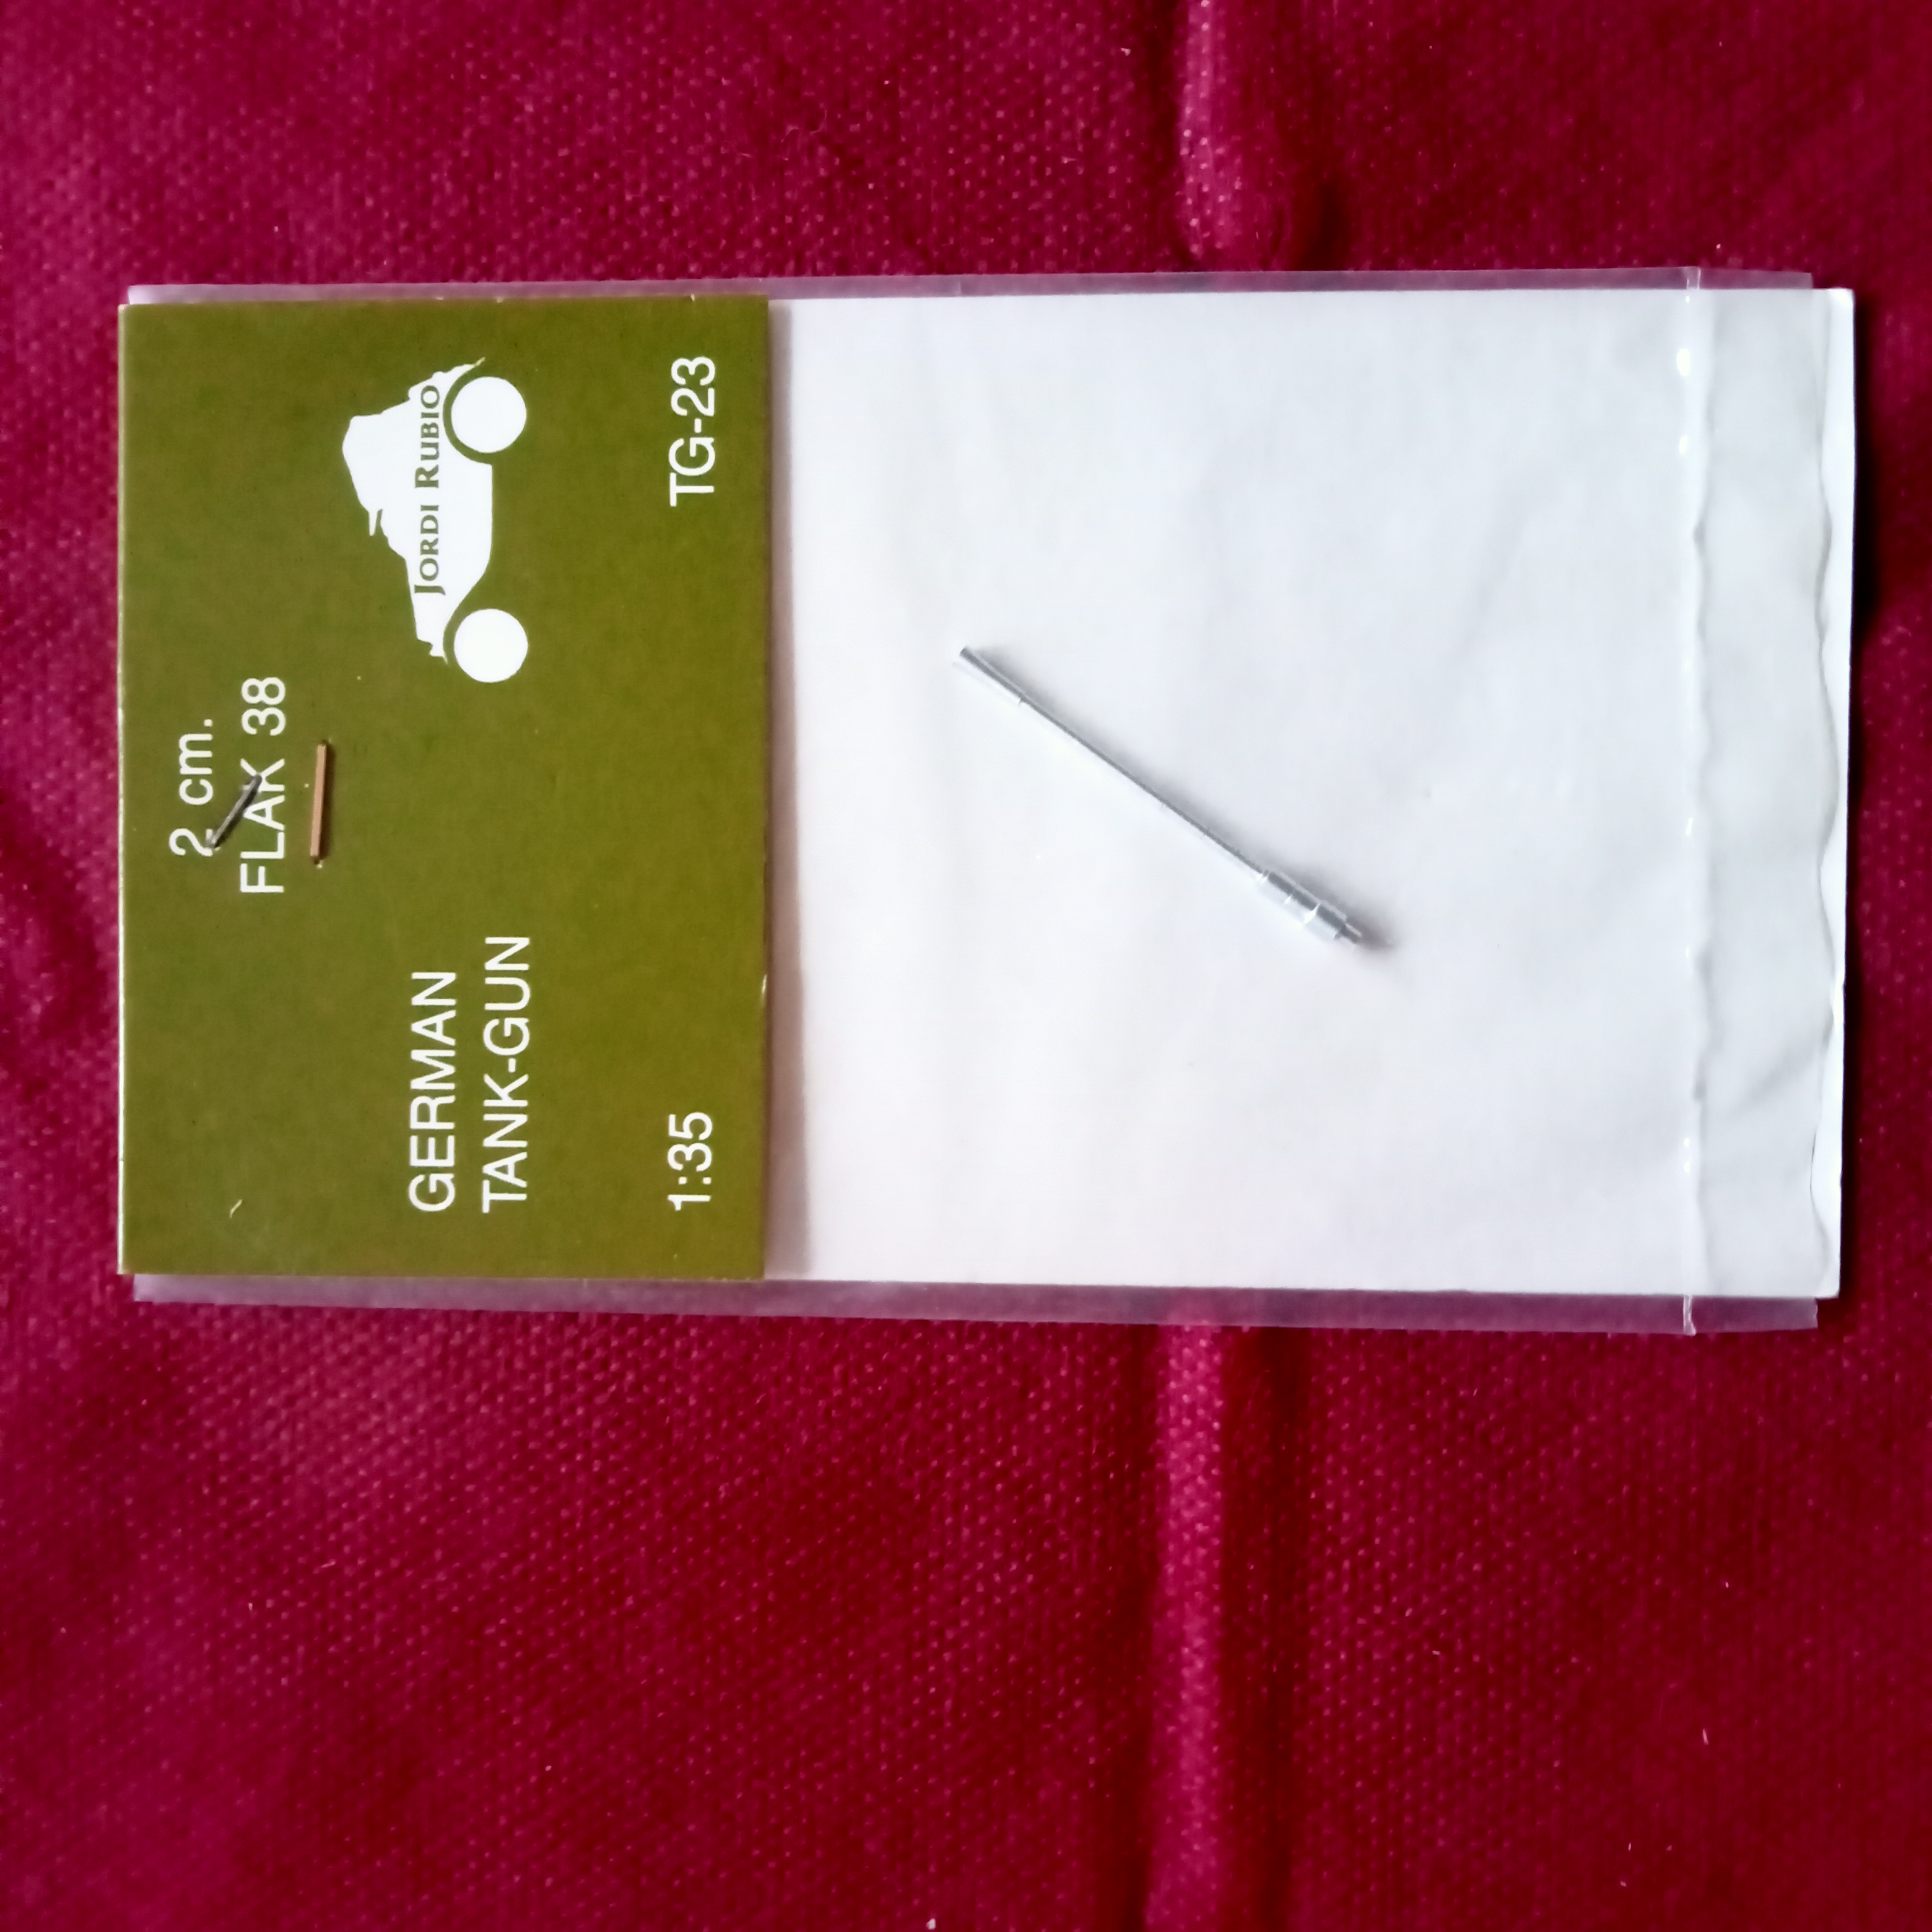 2 cm.
FLAK 38
GERMAN
TANK-GUN
JORDI RUBIO
1:35
TG-23